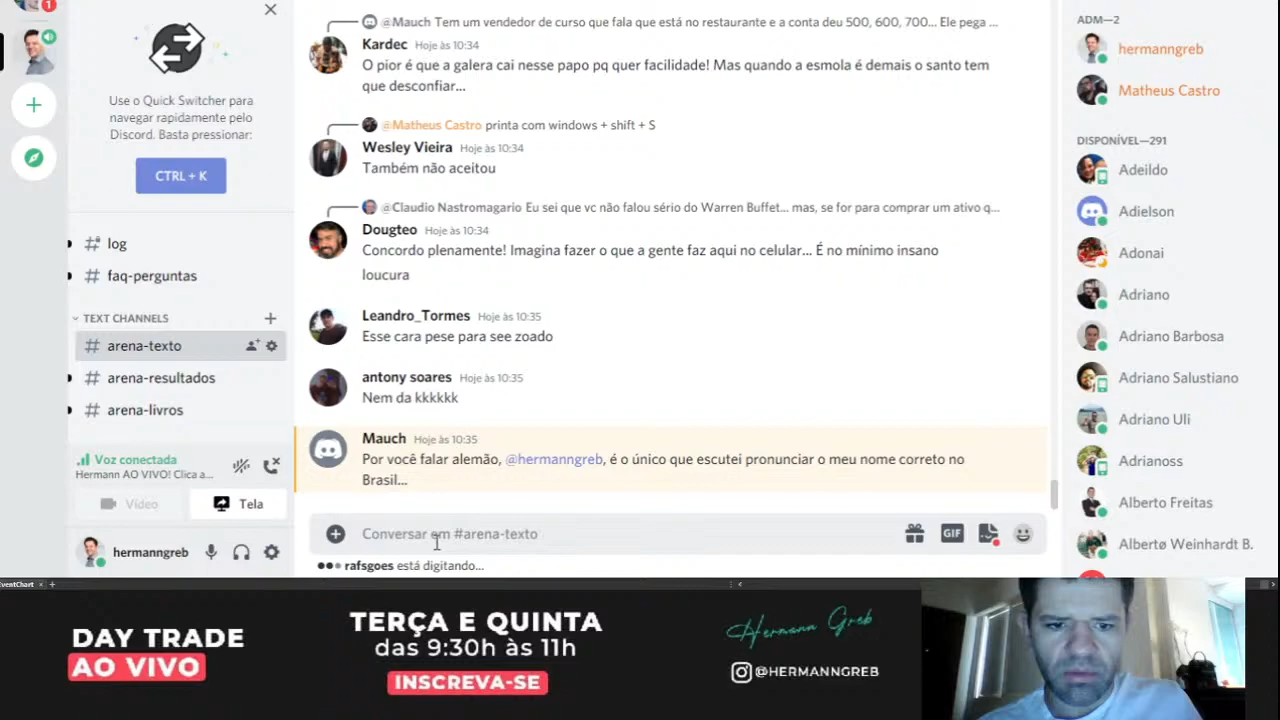 1
Use o Quick Switcher para
navegar rapidamente pelo
Discord. Basta pressionar:
CTRL + K
log
faq-perguntas
TEXT CHANNELS
arena-texto
arena-resultados
arena-livros
Voz conectada
Hermann AO VIVO! Clica a...
Vídeo
Tela
hermanngreb
@Mauch Tem um vendedor de curso que fala que está no restaurante e a conta deu 500, 600, 700... Ele pega ...
Kardec Hoje às 10:34
O pior é que a galera cai nesse papo pq quer facilidade! Mas quando a esmola é demais o santo tem
que desconfiar...
@Matheus Castro printa com windows + shift + S
Wesley Vieira Hoje às 10:34
Também não aceitou
@Claudio Nastromagario Eu sei que vc não falou sério do Warren Buffet... mas, se for para comprar um ativo q...
Dougteo Hoje às 10:34
Concordo plenamente! Imagina fazer o que a gente faz aqui no celular... É no mínimo insano
loucura
Leandro_Tormes Hoje às 10:35
Esse cara pese para see zoado
antony soares Hoje às 10:35
Nem da kkkkkk
Mauch Hoje às 10:35
Por você falar alemão, @hermanngreb, é o único que escutei pronunciar o meu nome correto no
Brasil...
Conversar em #arena-texto
GIF
rafsgoes está digitando...
ADM—2
hermanngreb
Matheus Castro
DISPONÍVEL—291
Adeildo
Adielson
Adonai
Adriano
Adriano Barbosa
Adriano Salustiano
Adriano Uli
Adrianoss
Alberto Freitas
Albertø Weinhardt B.
EventChart
DAY TRADE
AO VIVO
TERÇA E QUINTA
das 9:30h às 11h
INSCREVA-SE
Hermann Greb
@HERMANNGREB